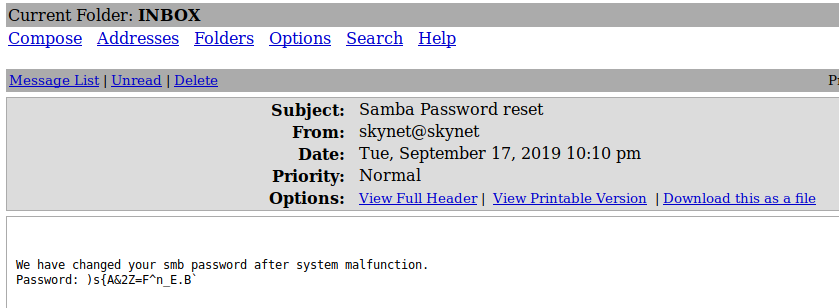 Current Folder: INBOX
Compose Addresses Folders Options Search Help
Message List | Unread | Delete
Subject: Samba Password reset
From: skynet@skynet
Date: Tue, September 17, 2019 10:10 pm
Priority: Normal
Options: View Full Header | View Printable Version | Download this as a file
We have changed your smb password after system malfunction.
Password: )s{A&2Z=F^n_E.B`